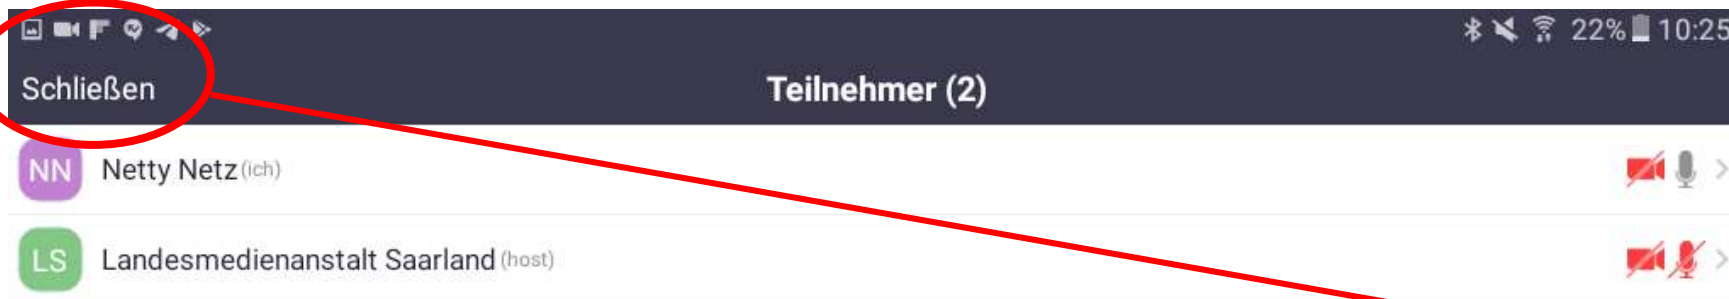 22% 10:25
Schließen Teilnehmer (2)
NN Netty Netz (ich)
LS Landesmedienanstalt Saarland (host)